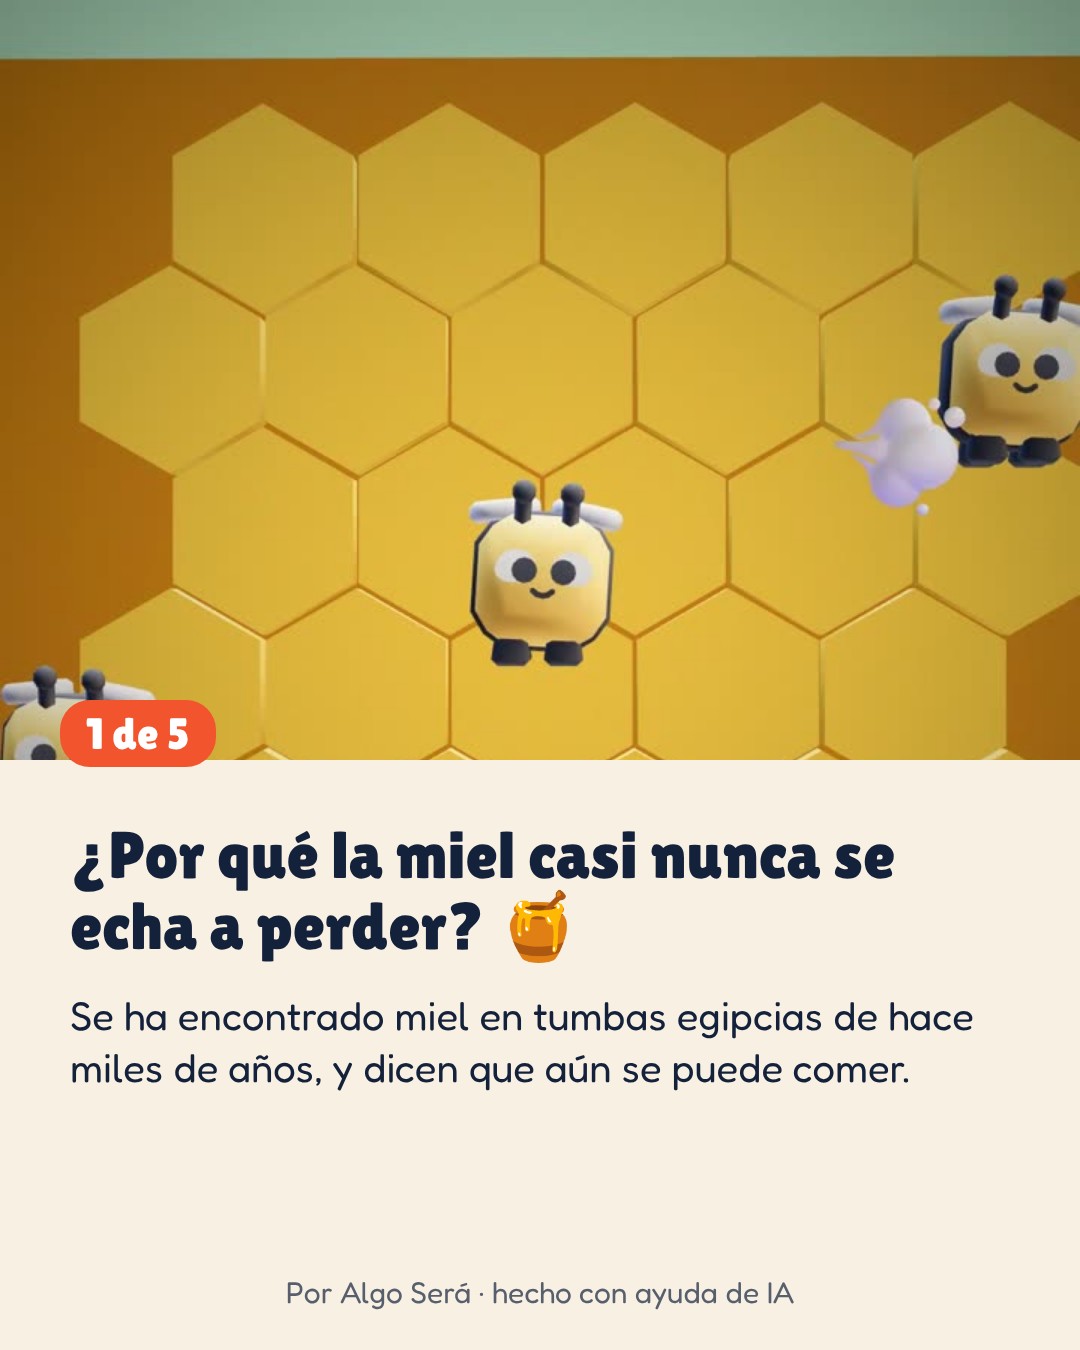 1 de 5
¿Por qué la miel casi nunca se
echa a perder? 🍯
Se ha encontrado miel en tumbas egipcias de hace
miles de años, y dicen que aún se puede comer.
Por Algo Será · hecho con ayuda de IA